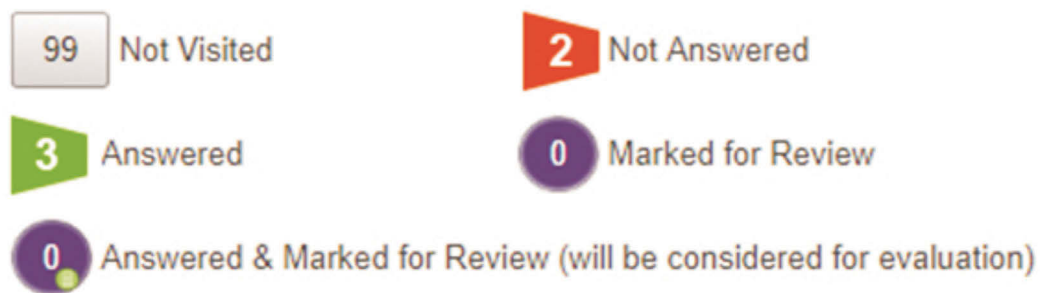 99 Not Visited 2 Not Answered
3 Answered 0 Marked for Review
0 Answered & Marked for Review (will be considered for evaluation)